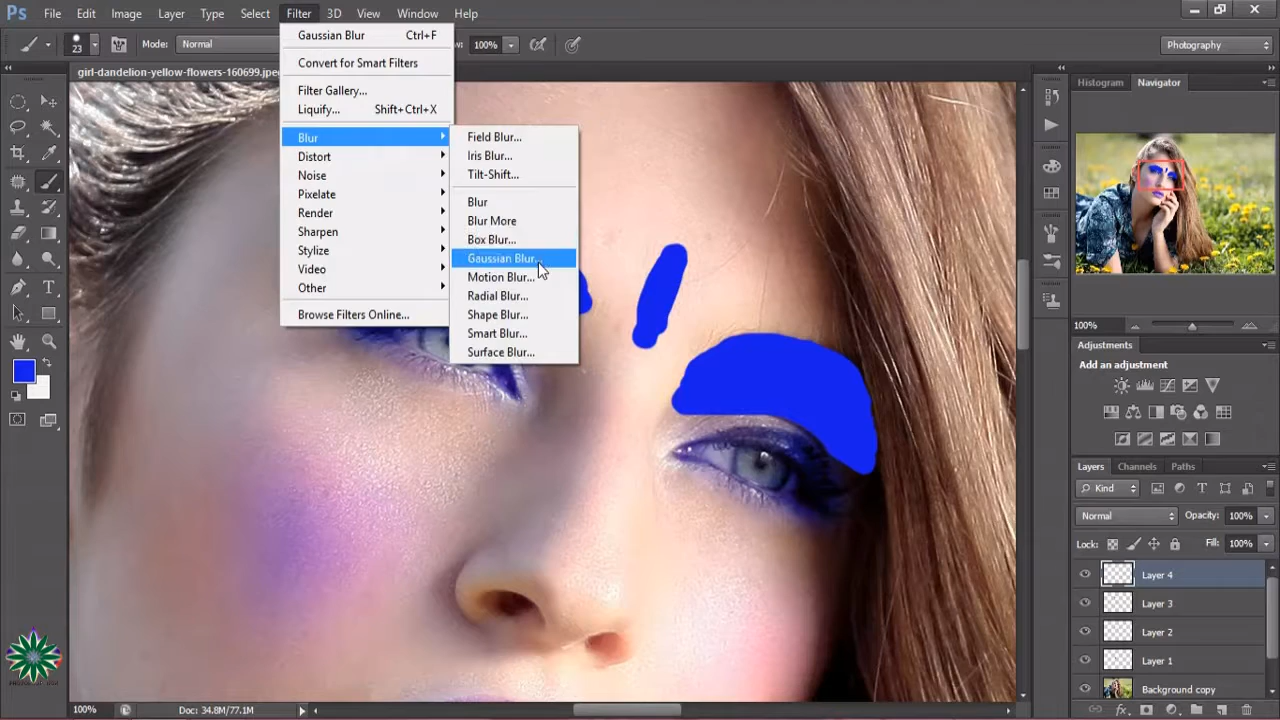 Ps File Edit Image Layer Type Select Filter 3D View Window Help
23 Mode: Normal 100% Photography
girl-dandelion-yellow-flowers-160699.jpe
Gaussian Blur Ctrl+F
Convert for Smart Filters
Filter Gallery...
Liquify... Shift+Ctrl+X
Blur
Distort
Noise
Pixelate
Render
Sharpen
Stylize
Video
Other
Browse Filters Online...
Field Blur...
Iris Blur...
Tilt-Shift...
Blur
Blur More
Box Blur...
Gaussian Blur...
Motion Blur...
Radial Blur...
Shape Blur...
Smart Blur...
Surface Blur...
Histogram Navigator
100%
Adjustments
Add an adjustment
Layers Channels Paths
Kind
Normal Opacity: 100%
Lock: Fill: 100%
Layer 4
Layer 3
Layer 2
Layer 1
Background copy
fx
100% Doc: 34.8M/77.1M